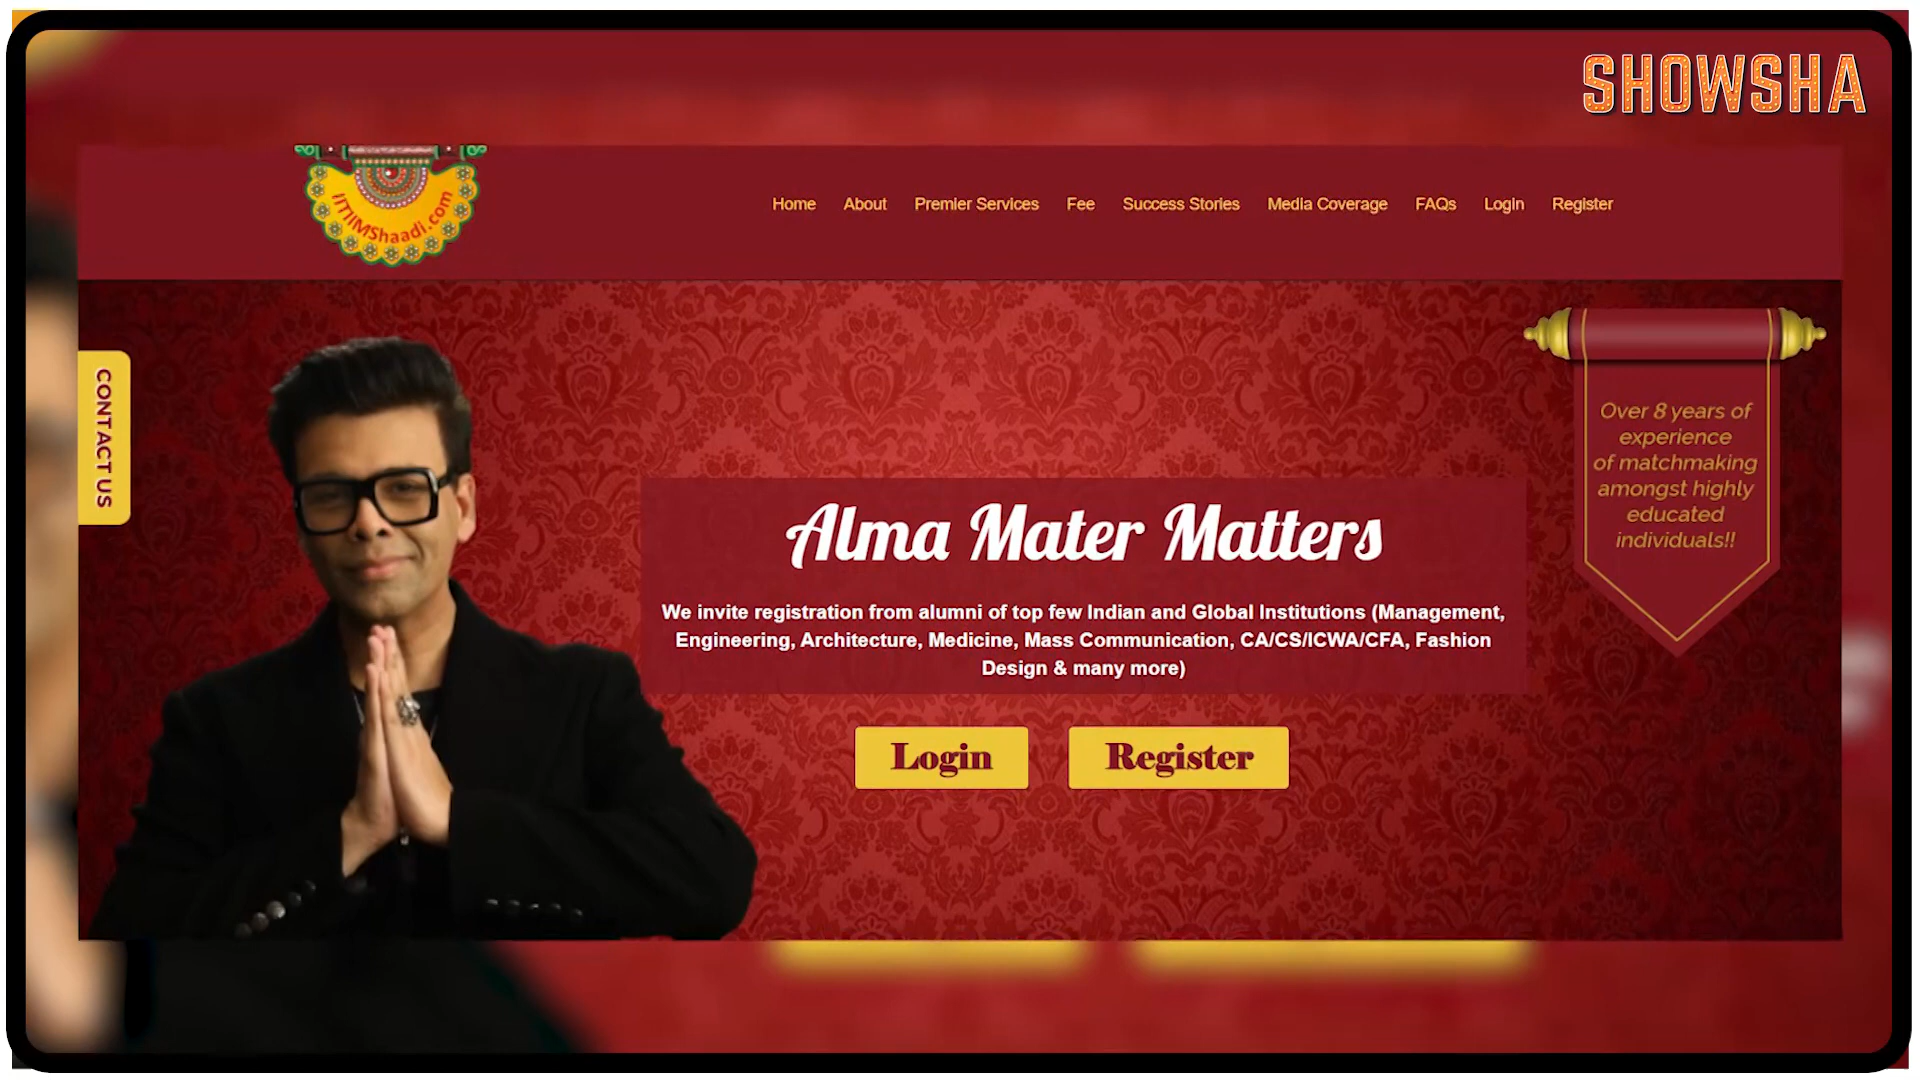 SHOWSHA
IITIIMShaadi.com
Home About Premier Services Fee Success Stories Media Coverage FAQs Login Register
CONTACT US
Over 8 years of
experience
of matchmaking
amongst highly
educated
individuals!!
Alma Mater Matters
We invite registration from alumni of top few Indian and Global Institutions (Management,
Engineering, Architecture, Medicine, Mass Communication, CA/CS/ICWA/CFA, Fashion
Design & many more)
Login Register